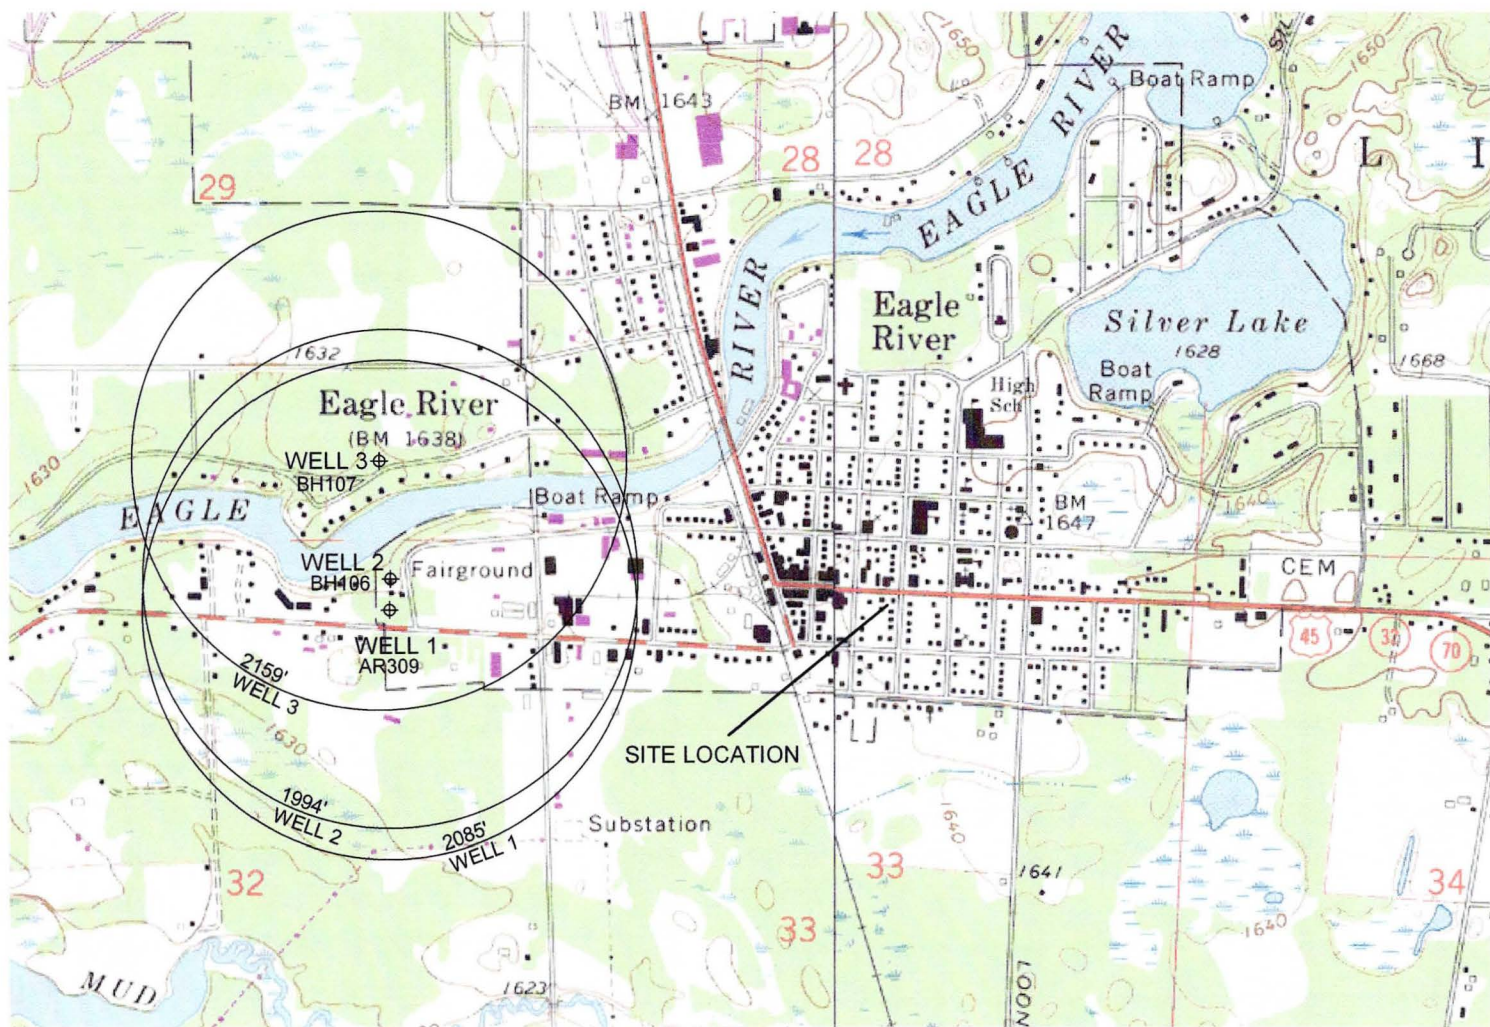 RIVER
1650
Boat Ramp
1650
BM 1643
28
28
L I
29
EAGLE
RIVER
Eagle
River
Silver Lake
1628
1632
1668
Boat
Ramp
High
Sch
Eagle River
(BM 1638)
WELL 3
BH107
1630
EAGLE
Boat Ramp
BM
1647
1640
WELL 2
BH106
Fairground
CEM
WELL 1
AR309
45
32
70
2159'
WELL 3
1630
SITE LOCATION
1994'
WELL 2
2085'
WELL 1
Substation
1640
32
33
1641
34
33
1640
MUD
1623
LOON